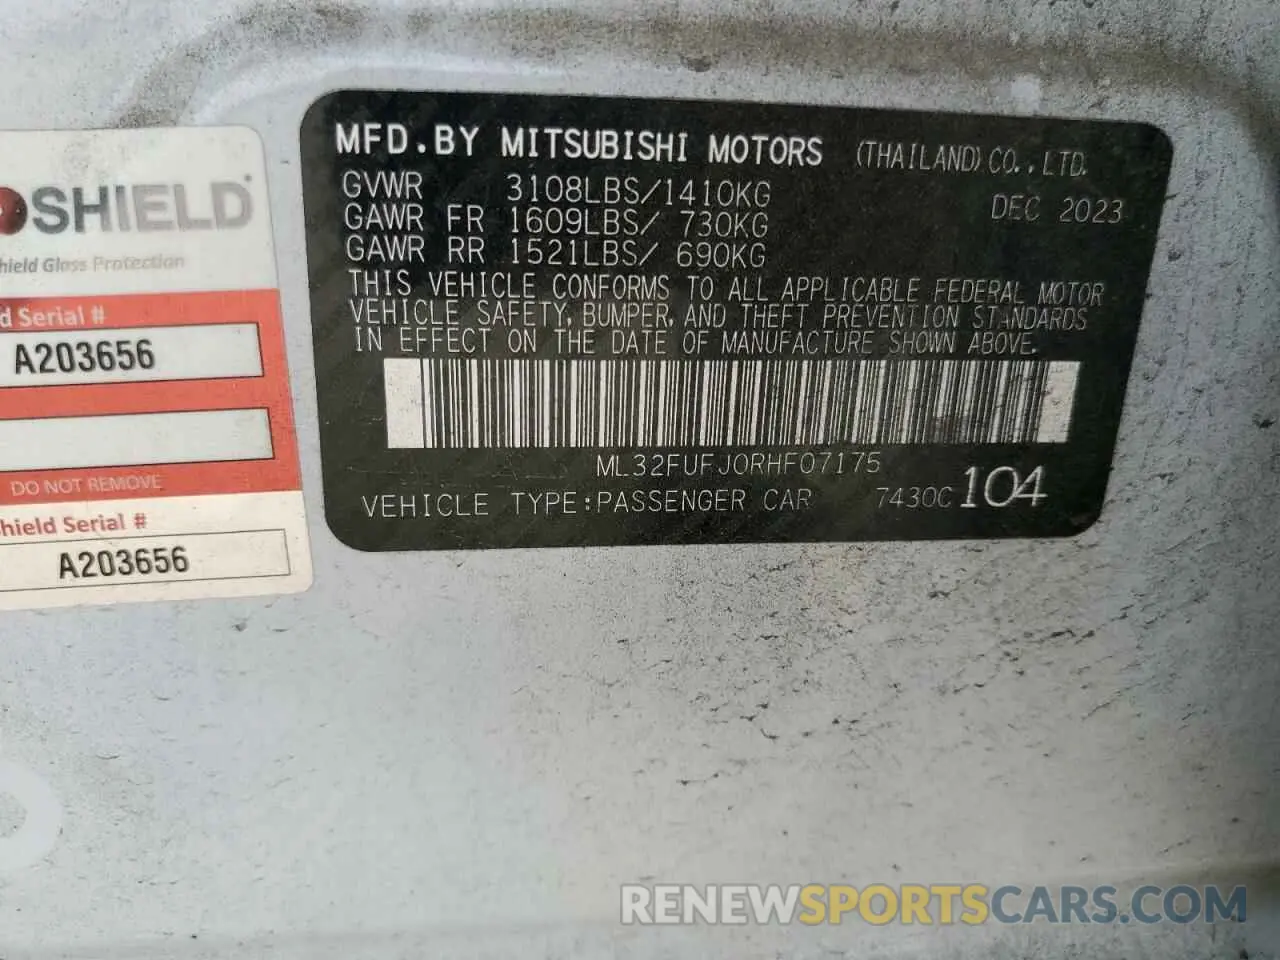 SHIELD
hield Glass Protection
d Serial #
A203656
DO NOT REMOVE
hield Serial #
A203656
MFD.BY MITSUBISHI MOTORS (THAILAND) CO., LTD.
GVWR 3108LBS/1410KG DEC 2023
GAWR FR 1609LBS/ 730KG
GAWR RR 1521LBS/ 690KG
THIS VEHICLE CONFORMS TO ALL APPLICABLE FEDERAL MOTOR
VEHICLE SAFETY, BUMPER, AND THEFT PREVENTION STANDARDS
IN EFFECT ON THE DATE OF MANUFACTURE SHOWN ABOVE.
ML32FUFJ0RHF07175
VEHICLE TYPE:PASSENGER CAR 7430C 104
RENEWSPORTSCARS.COM